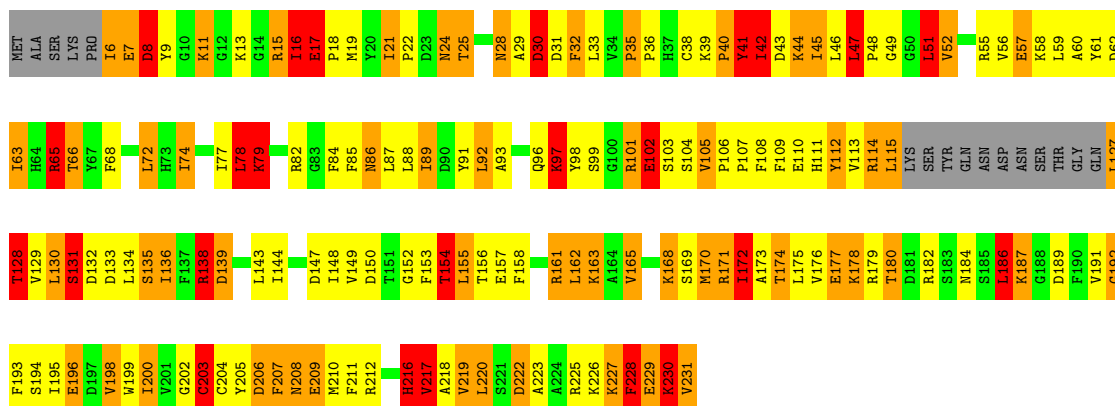 MET ALA SER LYS PRO I6 E7 D8 Y9 G10 K11 G12 K13 G14 R15 I16 E17 P18 M19 Y20 I21 P22 D23 N24 T25 N28 A29 D30 D31 F32 L33 V34 P35 P36 H37 C38 K39 P40 Y41 I42 D43 K44 I45 L46 L47 P48 G49 G50 L51 V52 R55 V56 E57 K58 L59 A60 Y61 D62
I63 H64 R65 T66 Y67 F68 L72 H73 I74 I77 L78 K79 R82 G83 F84 F85 N86 L87 L88 I89 D90 Y91 L92 A93 Q96 K97 Y98 S99 G100 R101 E102 S103 S104 V105 P106 P107 F108 F109 E110 H111 Y112 V113 R114 L115 LYS SER TYR GLN ASN ASP ASN SER THR GLY GLN L127
T128 V129 L130 S131 D132 D133 L134 S135 I136 F137 R138 D139 L143 I144 D147 I148 V149 D150 T151 G152 F153 T154 L155 T156 E157 F158 R161 L162 K163 A164 V165 K168 S169 M170 R171 I172 A173 T174 L175 V176 E177 K178 R179 T180 D181 R182 S183 N184 S185 L186 K187 G188 D189 F190 V191 G192
F193 S194 I195 E196 D197 V198 W199 I200 V201 G202 C203 C204 Y205 D206 F207 N208 E209 M210 F211 R212 H216 V217 A218 V219 L220 S221 D222 A223 A224 R225 K226 K227 F228 E229 K230 V231